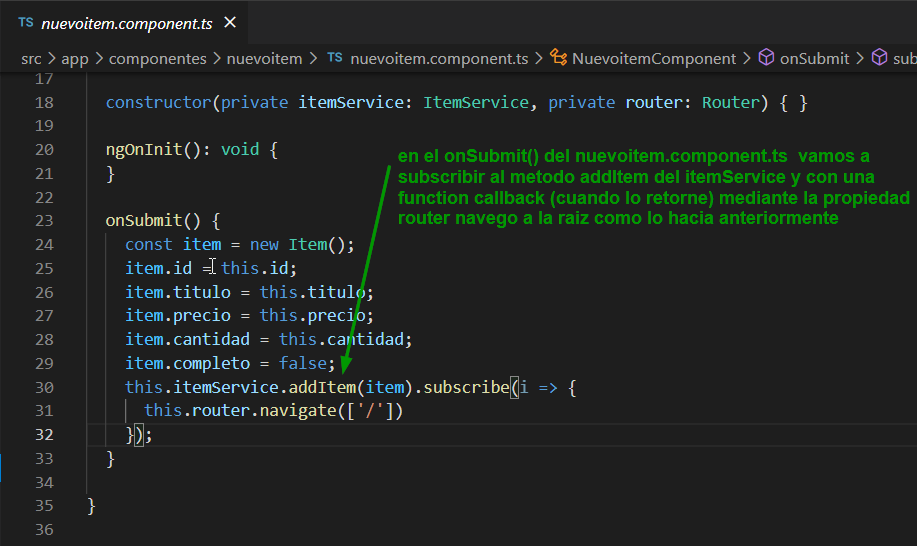 TS nuevoitem.component.ts ×
src > app > componentes > nuevoitem > TS nuevoitem.component.ts > NuevoitemComponent > onSubmit > sub
17
18 constructor(private itemService: ItemService, private router: Router) { }
19
20 ngOnInit(): void {
21 }
22
23 onSubmit() {
24 const item = new Item();
25 item.id = this.id;
26 item.titulo = this.titulo;
27 item.precio = this.precio;
28 item.cantidad = this.cantidad;
29 item.completo = false;
30 this.itemService.addItem(item).subscribe(i => {
31 this.router.navigate(['/'])
32 });
33 }
34
35 }
36
en el onSubmit() del nuevoitem.component.ts vamos a
subscribir al metodo addItem del itemService y con una
function callback (cuando lo retorne) mediante la propiedad
router navego a la raiz como lo hacia anteriormente